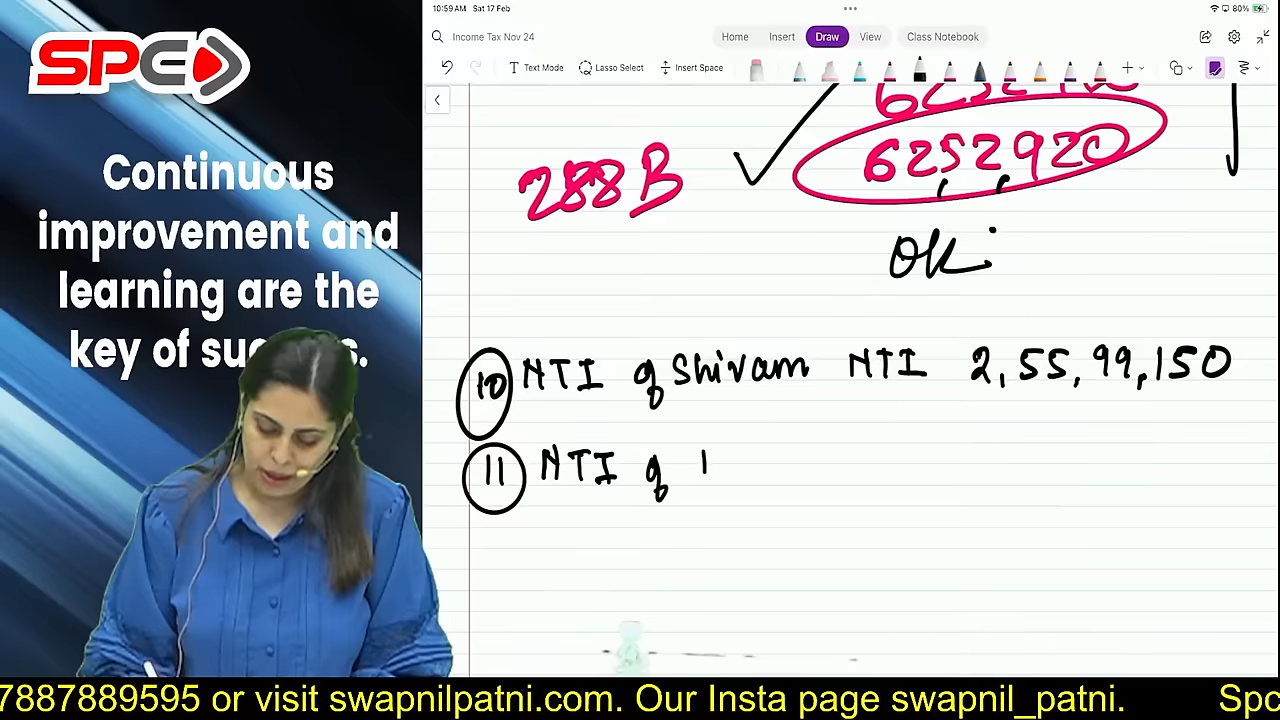 10:59 AM Sat 17 Feb
80%
Income Tax Nov 24
Home Insert Draw View Class Notebook
Text Mode Lasso Select Insert Space
SPE
Continuous
improvement and
learning are the
key of suc s.
6252920
288B
OK
10 NTI of Shivam NTI 2,55,99,150
11 NTI of
7887889595 or visit swapnilpatni.com. Our Insta page swapnil_patni. Spo